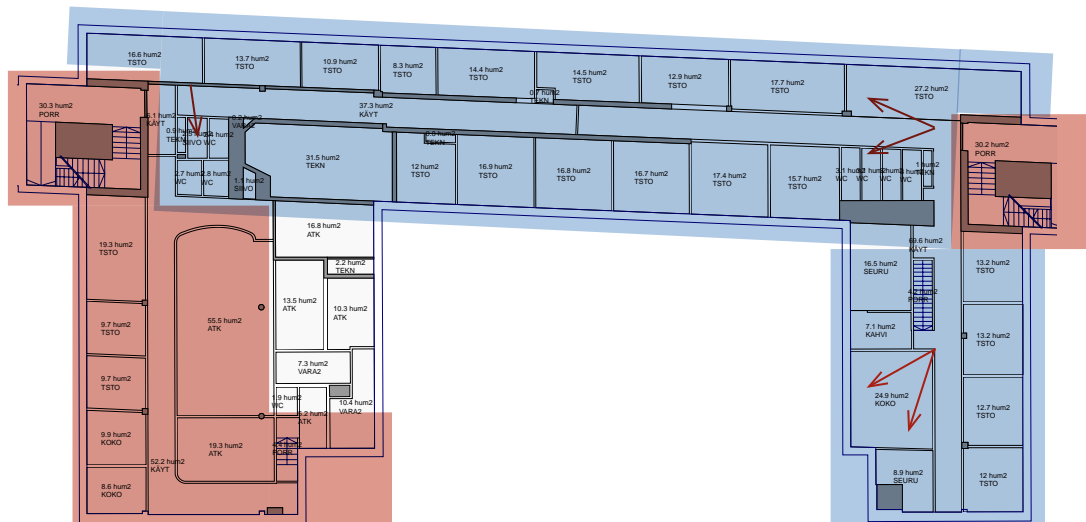 16.6 hum2
TSTO
13.7 hum2
TSTO
10.9 hum2
TSTO
8.3 hum2
TSTO
14.4 hum2
TSTO
14.5 hum2
TSTO
12.9 hum2
TSTO
17.7 hum2
TSTO
27.2 hum2
TSTO
0.7 hum2
TEKN
30.3 hum2
PORR
KÄYT
37.3 hum2
KÄYT
VARA2
TEKN
SIIVO
WC
31.5 hum2
TEKN
TEKN
12 hum2
TSTO
16.9 hum2
TSTO
16.8 hum2
TSTO
16.7 hum2
TSTO
17.4 hum2
TSTO
15.7 hum2
TSTO
3.1 hum2
WC
WC
WC
WC
TEKN
30.2 hum2
PORR
2.7 hum2
WC
2.8 hum2
WC
1.1 hum2
SIIVO
16.8 hum2
ATK
2.2 hum2
TEKN
19.3 hum2
TSTO
13.5 hum2
ATK
10.3 hum2
ATK
55.5 hum2
ATK
9.7 hum2
TSTO
9.7 hum2
TSTO
7.3 hum2
VARA2
1.9 hum2
WC
10.4 hum2
VARA2
ATK
9.9 hum2
KOKO
19.3 hum2
ATK
PORR
52.2 hum2
KÄYT
8.6 hum2
KOKO
69.6 hum2
KÄYT
16.5 hum2
SEURU
PORR
13.2 hum2
TSTO
7.1 hum2
KAHVI
13.2 hum2
TSTO
24.9 hum2
KOKO
12.7 hum2
TSTO
8.9 hum2
SEURU
12 hum2
TSTO